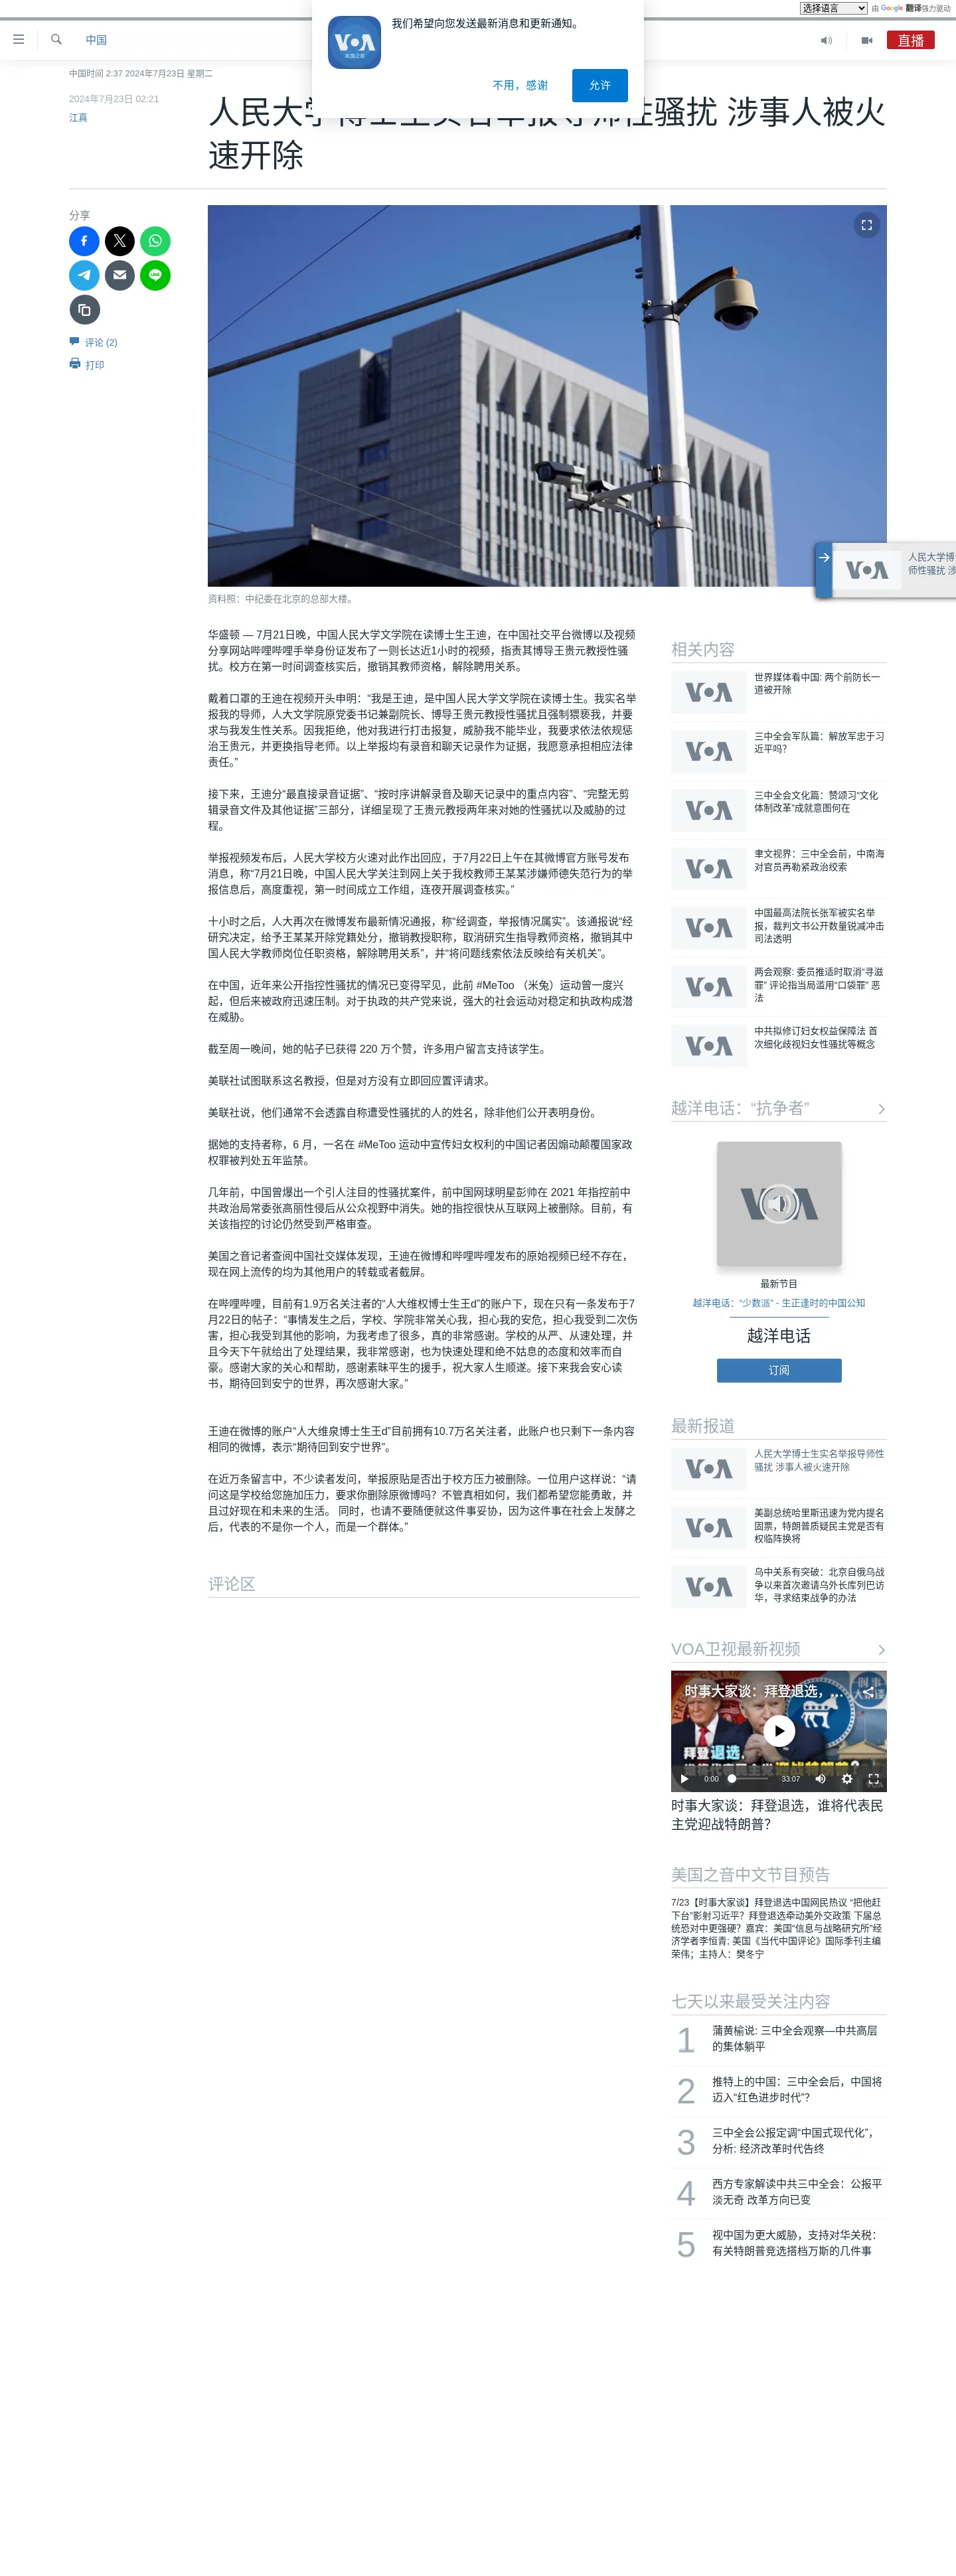 选择语言 由 Google 翻译强力驱动
我们希望向您发送最新消息和更新通知。
不用，感谢
允许
中国
直播
中国时间 2:37 2024年7月23日 星期二
2024年7月23日 02:21
江真
人民大学博士生实名举报导师性骚扰 涉事人被火
速开除
分享
评论 (2)
打印
资料照：中纪委在北京的总部大楼。
VOA
人民大学博
师性骚扰 涉
华盛顿 — 7月21日晚，中国人民大学文学院在读博士生王迪，在中国社交平台微博以及视频
分享网站哔哩哔哩手举身份证发布了一则长达近1小时的视频，指责其博导王贵元教授性骚
扰。校方在第一时间调查核实后，撤销其教师资格，解除聘用关系。
戴着口罩的王迪在视频开头申明：“我是王迪，是中国人民大学文学院在读博士生。我实名举
报我的导师，人大文学院原党委书记兼副院长、博导王贵元教授性骚扰且强制猥亵我，并要
求与我发生性关系。因我拒绝，他对我进行打击报复，威胁我不能毕业，我要求依法依规惩
治王贵元，并更换指导老师。以上举报均有录音和聊天记录作为证据，我愿意承担相应法律
责任。”
接下来，王迪分“最直接录音证据”、“按时序讲解录音及聊天记录中的重点内容”、“完整无剪
辑录音文件及其他证据”三部分，详细呈现了王贵元教授两年来对她的性骚扰以及威胁的过
程。
举报视频发布后，人民大学校方火速对此作出回应，于7月22日上午在其微博官方账号发布
消息，称“7月21日晚，中国人民大学关注到网上关于我校教师王某某涉嫌师德失范行为的举
报信息后，高度重视，第一时间成立工作组，连夜开展调查核实。”
十小时之后，人大再次在微博发布最新情况通报，称“经调查，举报情况属实”。该通报说“经
研究决定，给予王某某开除党籍处分，撤销教授职称，取消研究生指导教师资格，撤销其中
国人民大学教师岗位任职资格，解除聘用关系”，并“将问题线索依法反映给有关机关”。
在中国，近年来公开指控性骚扰的情况已变得罕见，此前 #MeToo （米兔）运动曾一度兴
起，但后来被政府迅速压制。对于执政的共产党来说，强大的社会运动对稳定和执政构成潜
在威胁。
截至周一晚间，她的帖子已获得 220 万个赞，许多用户留言支持该学生。
美联社试图联系这名教授，但是对方没有立即回应置评请求。
美联社说，他们通常不会透露自称遭受性骚扰的人的姓名，除非他们公开表明身份。
据她的支持者称，6 月，一名在 #MeToo 运动中宣传妇女权利的中国记者因煽动颠覆国家政
权罪被判处五年监禁。
几年前，中国曾爆出一个引人注目的性骚扰案件，前中国网球明星彭帅在 2021 年指控前中
共政治局常委张高丽性侵后从公众视野中消失。她的指控很快从互联网上被删除。目前，有
关该指控的讨论仍然受到严格审查。
美国之音记者查阅中国社交媒体发现，王迪在微博和哔哩哔哩发布的原始视频已经不存在，
现在网上流传的均为其他用户的转载或者截屏。
在哔哩哔哩，目前有1.9万名关注者的“人大维权博士生王d”的账户下，现在只有一条发布于7
月22日的帖子：“事情发生之后，学校、学院非常关心我，担心我的安危，担心我受到二次伤
害，担心我受到其他的影响，为我考虑了很多，真的非常感谢。学校的从严、从速处理，并
且今天下午就给出了处理结果，我非常感谢，也为快速处理和绝不姑息的态度和效率而自
豪。感谢大家的关心和帮助，感谢素昧平生的援手，祝大家人生顺遂。接下来我会安心读
书，期待回到安宁的世界，再次感谢大家。”
王迪在微博的账户“人大维泉博士生王d”目前拥有10.7万名关注者，此账户也只剩下一条内容
相同的微博，表示“期待回到安宁世界”。
在近万条留言中，不少读者发问，举报原贴是否出于校方压力被删除。一位用户这样说：“请
问这是学校给您施加压力，要求你删除原微博吗？不管真相如何，我们都希望您能勇敢，并
且过好现在和未来的生活。 同时，也请不要随便就这件事妥协，因为这件事在社会上发酵之
后，代表的不是你一个人，而是一个群体。”
评论区
相关内容
世界媒体看中国: 两个前防长一
道被开除
三中全会军队篇：解放军忠于习
近平吗？
三中全会文化篇：赞颂习“文化
体制改革”成就意图何在
聿文视界：三中全会前，中南海
对官员再勒紧政治绞索
中国最高法院长张军被实名举
报，裁判文书公开数量锐减冲击
司法透明
两会观察: 委员推适时取消“寻滋
罪” 评论指当局滥用“口袋罪” 恶
法
中共拟修订妇女权益保障法 首
次细化歧视妇女性骚扰等概念
越洋电话：“抗争者”
最新节目
越洋电话：“少数派” - 生正逢时的中国公知
越洋电话
订阅
最新报道
人民大学博士生实名举报导师性
骚扰 涉事人被火速开除
美副总统哈里斯迅速为党内提名
固票，特朗普质疑民主党是否有
权临阵换将
乌中关系有突破：北京自俄乌战
争以来首次邀请乌外长库列巴访
华，寻求结束战争的办法
VOA卫视最新视频
时事大家谈：拜登退选，...
拜登退选，
0:00 33:07
时事大家谈：拜登退选，谁将代表民
主党迎战特朗普？
美国之音中文节目预告
7/23【时事大家谈】拜登退选中国网民热议 “把他赶
下台”影射习近平？拜登退选牵动美外交政策 下届总
统恐对中更强硬？嘉宾：美国“信息与战略研究所”经
济学者李恒青; 美国《当代中国评论》国际季刊主编
荣伟；主持人：樊冬宁
七天以来最受关注内容
1 蒲黄榆说: 三中全会观察—中共高层
的集体躺平
2 推特上的中国：三中全会后，中国将
迈入“红色进步时代”？
3 三中全会公报定调“中国式现代化”，
分析: 经济改革时代告终
4 西方专家解读中共三中全会：公报平
淡无奇 改革方向已变
5 视中国为更大威胁，支持对华关税：
有关特朗普竞选搭档万斯的几件事